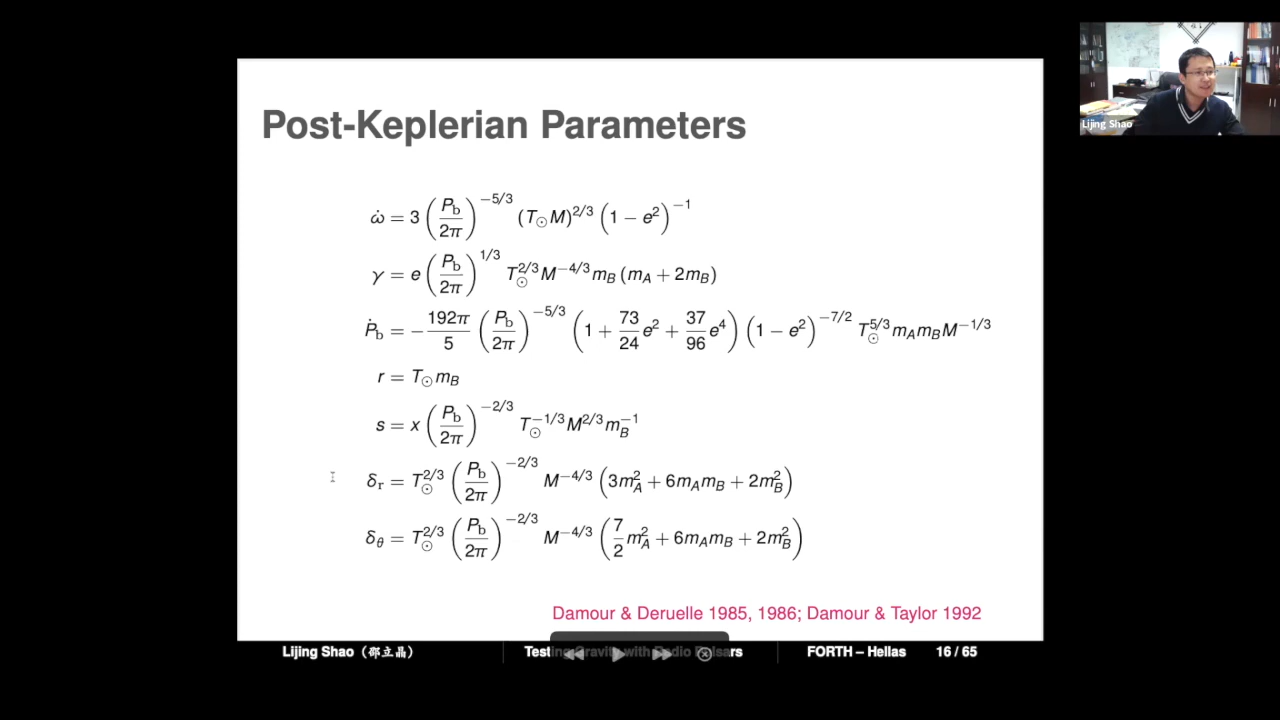 Post-Keplerian Parameters
Lijing Shao
ω̇ = 3 (P_b/2π)^{−5/3} (T_⊙M)^{2/3} (1 − e²)^{−1}
γ = e (P_b/2π)^{1/3} T_⊙^{2/3} M^{−4/3} m_B (m_A + 2m_B)
Ṗ_b = − 192π/5 (P_b/2π)^{−5/3} (1 + 73/24 e² + 37/96 e⁴) (1 − e²)^{−7/2} T_⊙^{5/3} m_A m_B M^{−1/3}
r = T_⊙ m_B
s = x (P_b/2π)^{−2/3} T_⊙^{−1/3} M^{2/3} m_B^{−1}
δ_r = T_⊙^{2/3} (P_b/2π)^{−2/3} M^{−4/3} (3m_A² + 6m_A m_B + 2m_B²)
δ_θ = T_⊙^{2/3} (P_b/2π)^{−2/3} M^{−4/3} (7/2 m_A² + 6m_A m_B + 2m_B²)
Damour & Deruelle 1985, 1986; Damour & Taylor 1992
Lijing Shao (邵立晶)
Testing Gravity with Radio Pulsars
FORTH – Hellas
16 / 65